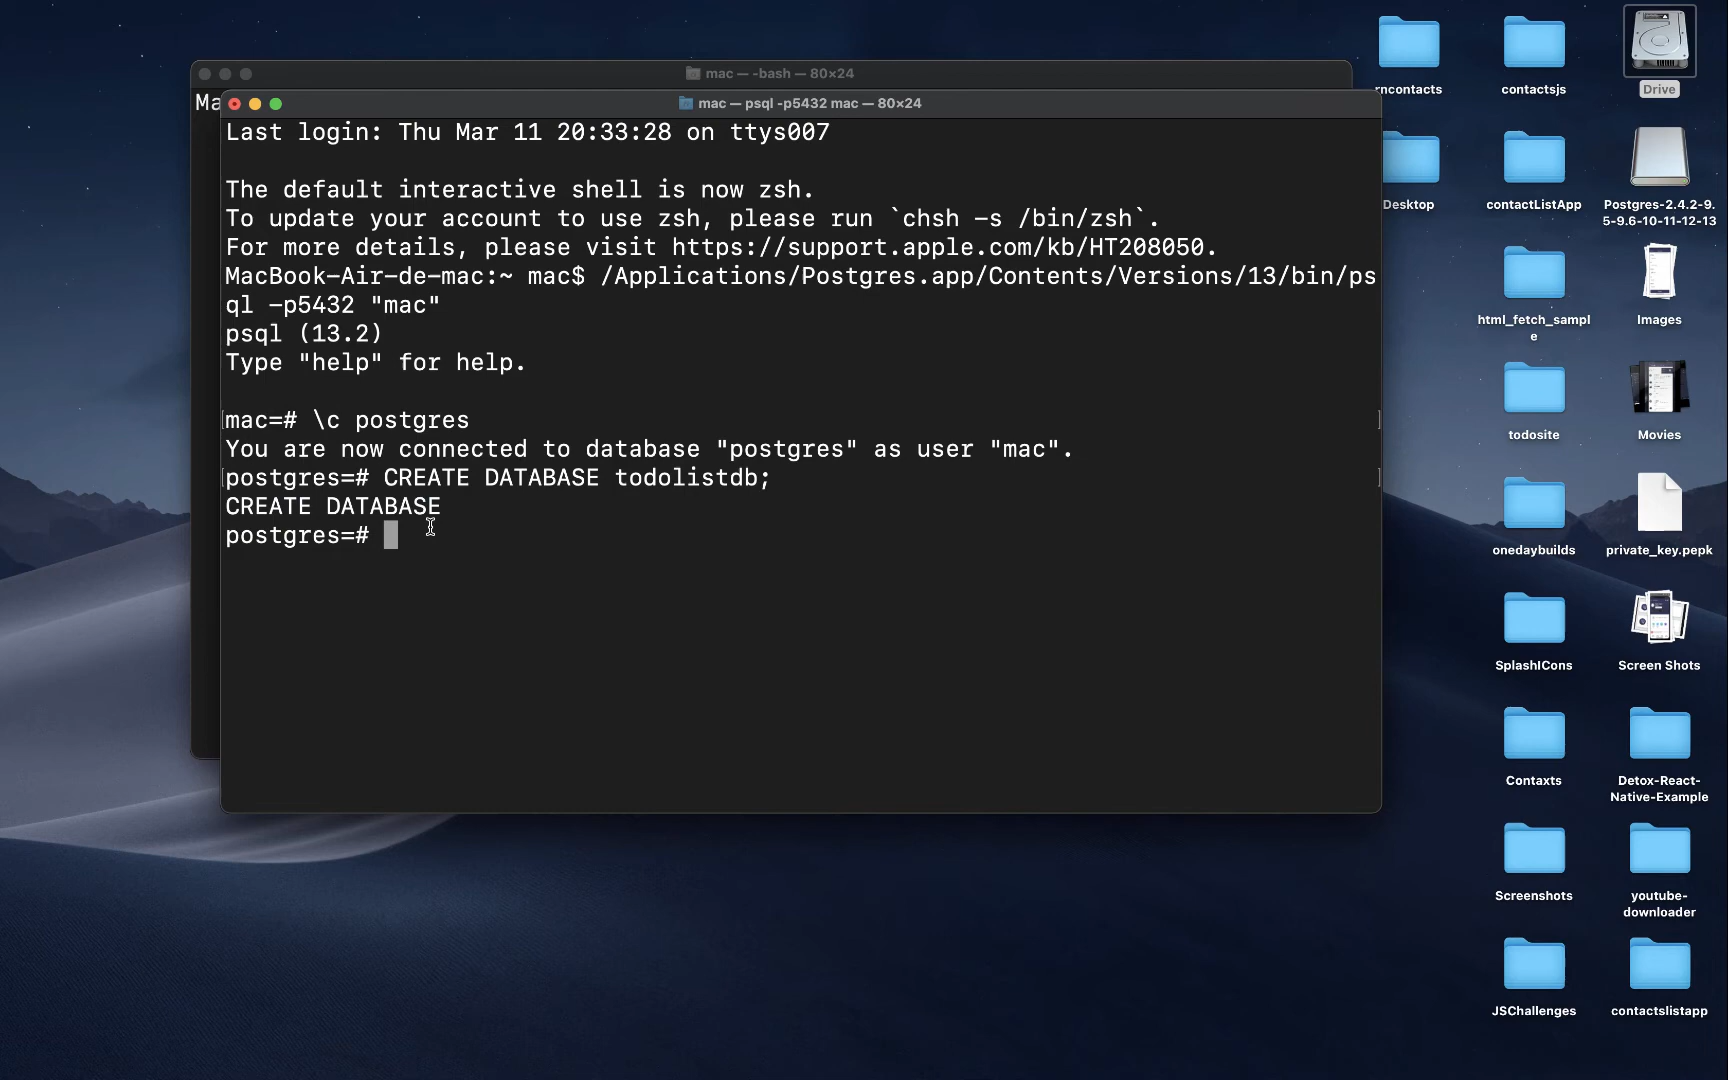 mac — -bash — 80×24
Ma
mac — psql -p5432 mac — 80×24
Last login: Thu Mar 11 20:33:28 on ttys007
The default interactive shell is now zsh.
To update your account to use zsh, please run `chsh -s /bin/zsh`.
For more details, please visit https://support.apple.com/kb/HT208050.
MacBook-Air-de-mac:~ mac$ /Applications/Postgres.app/Contents/Versions/13/bin/ps
ql -p5432 "mac"
psql (13.2)
Type "help" for help.
[mac=# \c postgres ]
You are now connected to database "postgres" as user "mac".
[postgres=# CREATE DATABASE todolistdb; ]
CREATE DATABASE
postgres=#
rncontacts
contactsjs
Drive
Desktop
contactListApp
Postgres-2.4.2-9.
5-9.6-10-11-12-13
html_fetch_sampl
e
Images
todosite
Movies
onedaybuilds
private_key.pepk
SplashICons
Screen Shots
Contaxts
Detox-React-
Native-Example
Screenshots
youtube-
downloader
JSChallenges
contactslistapp